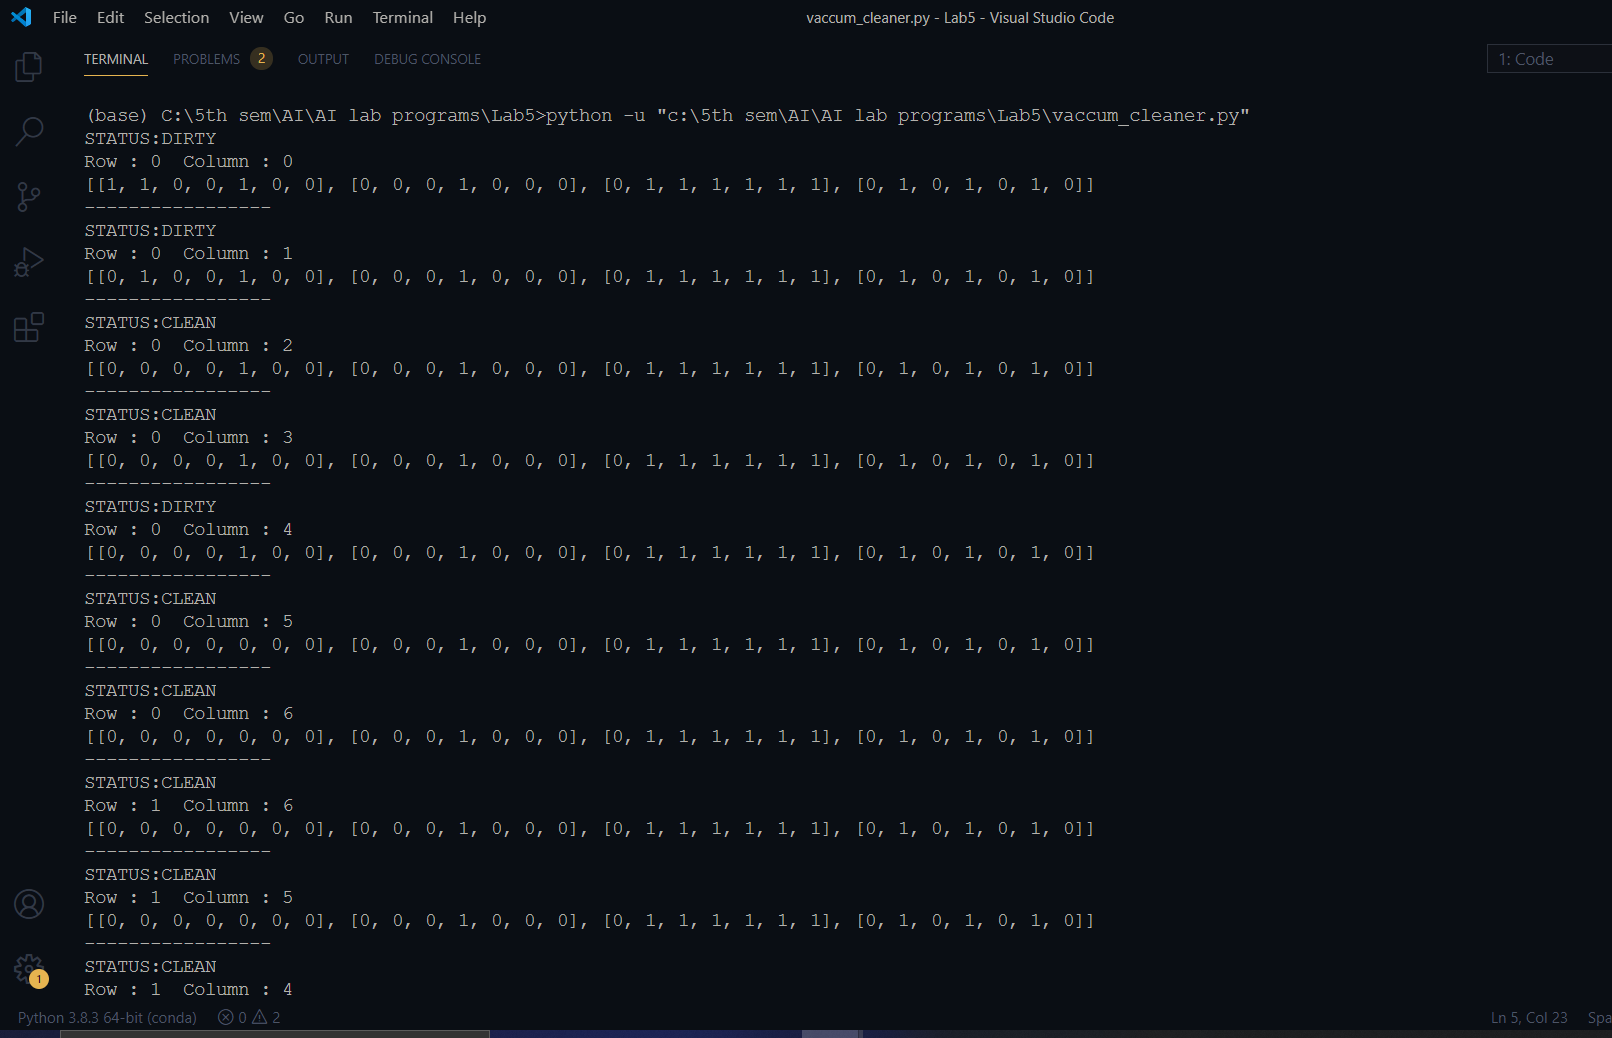 File Edit Selection View Go Run Terminal Help vaccum_cleaner.py - Lab5 - Visual Studio Code
TERMINAL PROBLEMS 2 OUTPUT DEBUG CONSOLE 1: Code
(base) C:\5th sem\AI\AI lab programs\Lab5>python -u "c:\5th sem\AI\AI lab programs\Lab5\vaccum_cleaner.py"
STATUS:DIRTY
Row : 0  Column : 0
[[1, 1, 0, 0, 1, 0, 0], [0, 0, 0, 1, 0, 0, 0], [0, 1, 1, 1, 1, 1, 1], [0, 1, 0, 1, 0, 1, 0]]
-----------------
STATUS:DIRTY
Row : 0  Column : 1
[[0, 1, 0, 0, 1, 0, 0], [0, 0, 0, 1, 0, 0, 0], [0, 1, 1, 1, 1, 1, 1], [0, 1, 0, 1, 0, 1, 0]]
-----------------
STATUS:CLEAN
Row : 0  Column : 2
[[0, 0, 0, 0, 1, 0, 0], [0, 0, 0, 1, 0, 0, 0], [0, 1, 1, 1, 1, 1, 1], [0, 1, 0, 1, 0, 1, 0]]
-----------------
STATUS:CLEAN
Row : 0  Column : 3
[[0, 0, 0, 0, 1, 0, 0], [0, 0, 0, 1, 0, 0, 0], [0, 1, 1, 1, 1, 1, 1], [0, 1, 0, 1, 0, 1, 0]]
-----------------
STATUS:DIRTY
Row : 0  Column : 4
[[0, 0, 0, 0, 1, 0, 0], [0, 0, 0, 1, 0, 0, 0], [0, 1, 1, 1, 1, 1, 1], [0, 1, 0, 1, 0, 1, 0]]
-----------------
STATUS:CLEAN
Row : 0  Column : 5
[[0, 0, 0, 0, 0, 0, 0], [0, 0, 0, 1, 0, 0, 0], [0, 1, 1, 1, 1, 1, 1], [0, 1, 0, 1, 0, 1, 0]]
-----------------
STATUS:CLEAN
Row : 0  Column : 6
[[0, 0, 0, 0, 0, 0, 0], [0, 0, 0, 1, 0, 0, 0], [0, 1, 1, 1, 1, 1, 1], [0, 1, 0, 1, 0, 1, 0]]
-----------------
STATUS:CLEAN
Row : 1  Column : 6
[[0, 0, 0, 0, 0, 0, 0], [0, 0, 0, 1, 0, 0, 0], [0, 1, 1, 1, 1, 1, 1], [0, 1, 0, 1, 0, 1, 0]]
-----------------
STATUS:CLEAN
Row : 1  Column : 5
[[0, 0, 0, 0, 0, 0, 0], [0, 0, 0, 1, 0, 0, 0], [0, 1, 1, 1, 1, 1, 1], [0, 1, 0, 1, 0, 1, 0]]
-----------------
STATUS:CLEAN
1
Row : 1  Column : 4
Python 3.8.3 64-bit (conda) 0 2 Ln 5, Col 23 Spa